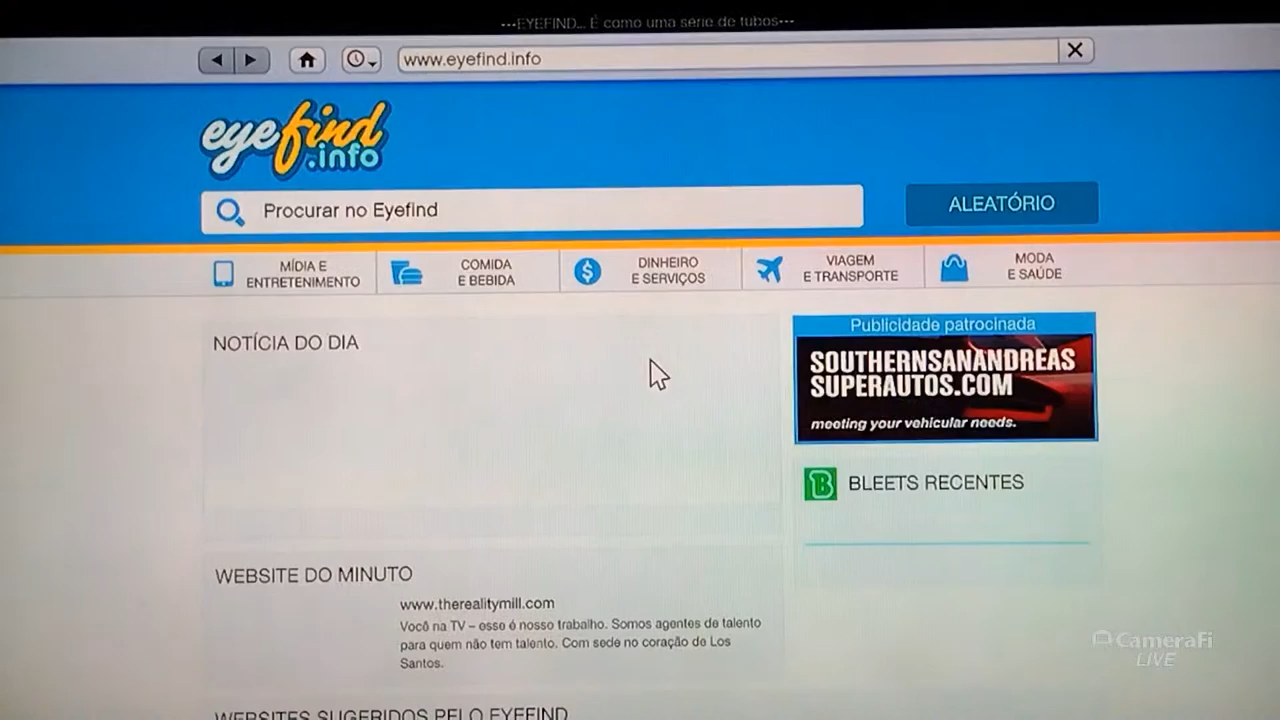 ---EYEFIND... É como uma série de tubos---
www.eyefind.info
eyefind
.info
Procurar no Eyefind
ALEATÓRIO
MÍDIA E
ENTRETENIMENTO
COMIDA
E BEBIDA
DINHEIRO
E SERVIÇOS
VIAGEM
E TRANSPORTE
MODA
E SAÚDE
NOTÍCIA DO DIA
Publicidade patrocinada
SOUTHERNSANANDREAS
SUPERAUTOS.COM
meeting your vehicular needs.
BLEETS RECENTES
WEBSITE DO MINUTO
www.therealitymill.com
Você na TV – esse é nosso trabalho. Somos agentes de talento
para quem não tem talento. Com sede no coração de Los
Santos.
WEBSITES SUGERIDOS PELO EYEFIND
CameraFi
LIVE